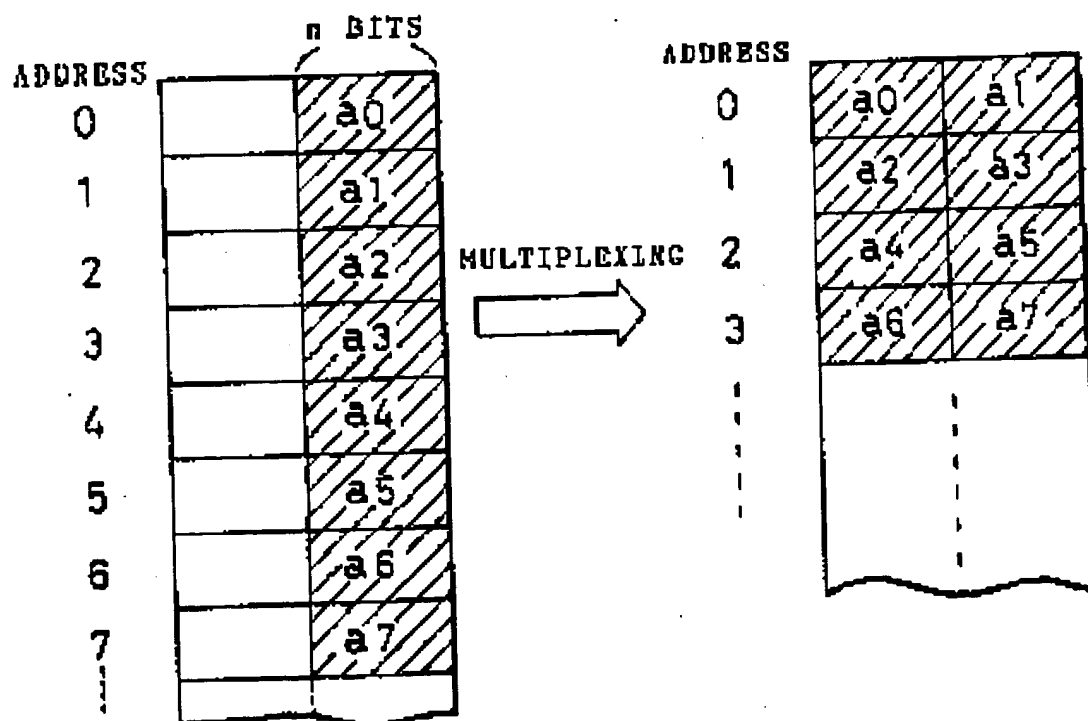 n BITS
ADDRESS
0 a0
1 a1
2 a2
3 a3
4 a4
5 a5
6 a6
7 a7
MULTIPLEXING
ADDRESS
0 a0 a1
1 a2 a3
2 a4 a5
3 a6 a7